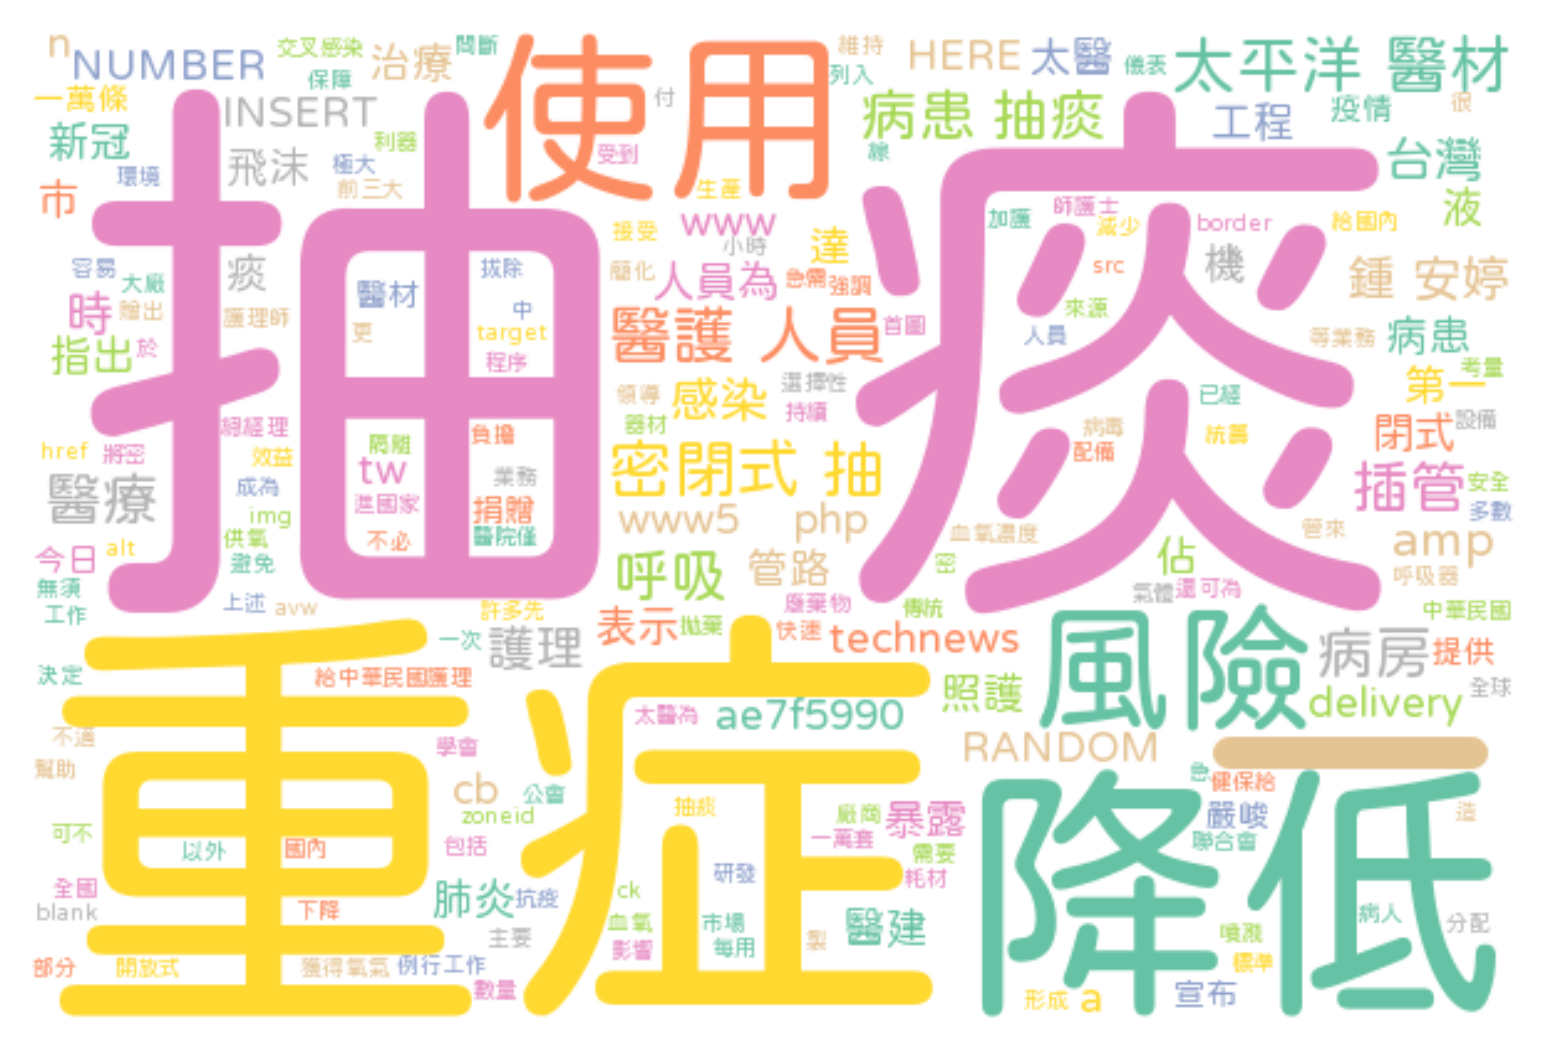 n
NUMBER
交叉感染
保障
治療
間斷
使用
付
維持
列入
HERE
太醫
儀表
太平洋 醫材
一萬條
INSERT
新冠
環境
飛沫
利器
極大
前三大
受到
病患 抽痰
線
工程
疫情
很
台灣
市
生產
液
抽痰
接受
www
小時
達
加護
師護士
減少
border
給國內
容易
大廠
痰
醫材
拔除
簡化
人員為
急需
強調
src
機
鍾 安婷
時
贈出
護理師
更
中
target
程序
醫護 人員
首圖
來源
人員
等業務
病患
指出
於
領導
感染
選擇性
持續
器材
已經
第一
考量
總經理
href
將密
效益
隔離
負擔
tw
業務
密閉式 抽
病毒
配備
統籌
閉式
設備
醫療
成為
img
進國家
捐贈
插管
安全
多數
今日
alt
供氧
避免
不必
醫院僅
www5
php
血氧濃度
管來
amp
呼吸器
無須
工作
上述
avw
許多先
呼吸
管路
廢棄物
傳統
密
佔
氣體
還可為
中華民國
重症
一次
護理
表示
拋棄
快速
technews
風險
病房
提供
決定
給中華民國護理
照護
delivery
全球
不適
學會
太醫為
ae7f5990
RANDOM
一
幫助
cb
公會
zoneid
抽痰
廠商
暴露
一萬套
急
健保給
降低
嚴峻
聯合會
造
可不
以外
國內
包括
需要
耗材
全國
blank
下降
肺炎
抗疫
ck
研發
血氧
市場
每用
影響
製
醫建
病人
分配
噴濺
標準
主要
部分
開放式
獲得氧氣
例行工作
數量
形成
a
宣布